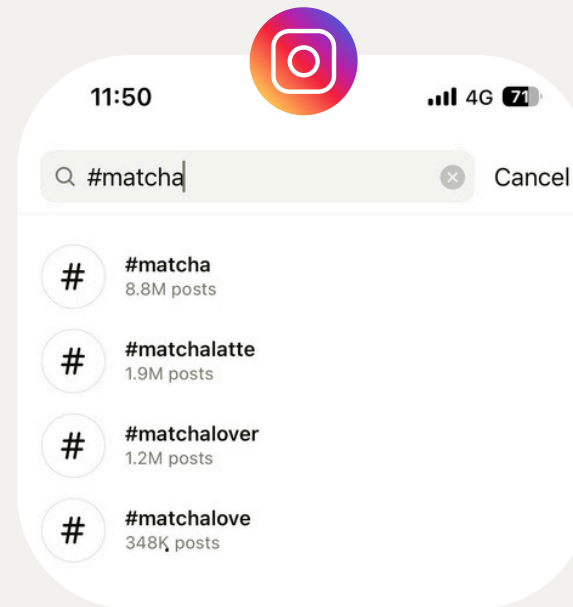 11:50 4G 71
#matcha Cancel
# #matcha
8.8M posts
# #matchalatte
1.9M posts
# #matchalover
1.2M posts
# #matchalove
348K posts